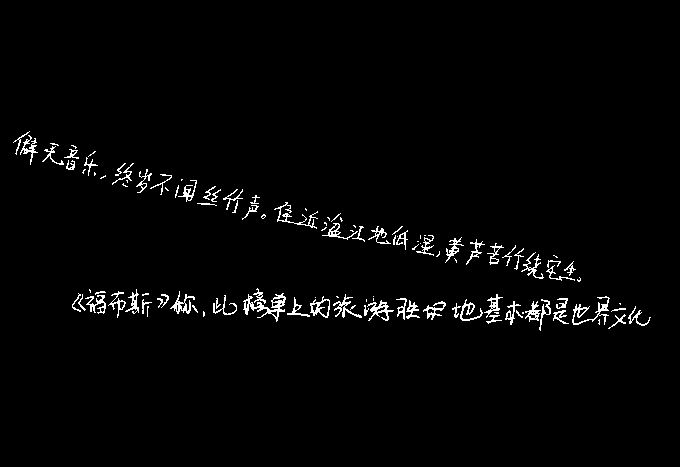 僻无音乐,终岁不闻丝竹声。住近湓江地低湿,黄芦苦竹绕宅生。
《福布斯》称,此榜单上的旅游胜地基本都是世界文化